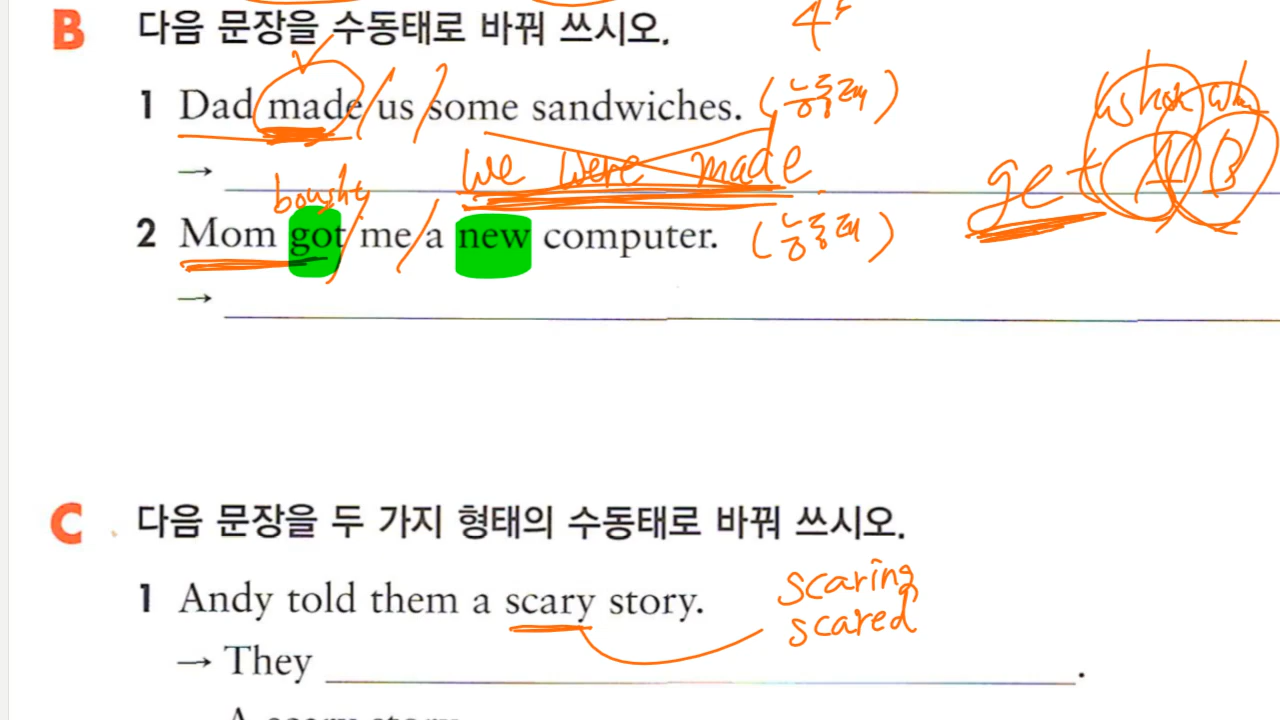 B 다음 문장을 수동태로 바꿔 쓰시오.
1 Dad made us some sandwiches. (능동태)
→ we were made
bought
2 Mom got me a new computer. (능동태)
→
get A B
C 다음 문장을 두 가지 형태의 수동태로 바꿔 쓰시오.
1 Andy told them a scary story.
scaring
scared
→ They .
A scary story